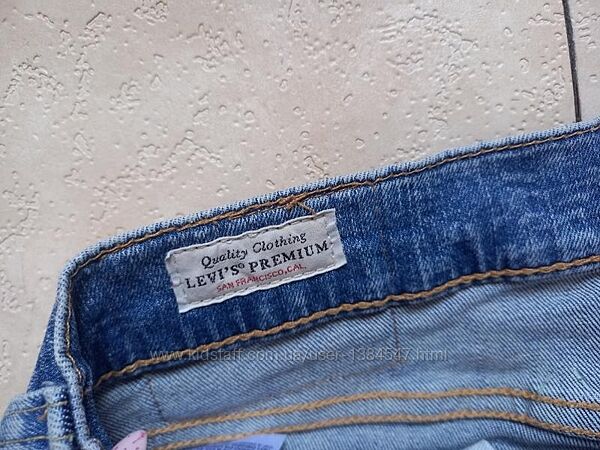 Quality Clothing
LEVI'S® PREMIUM
SAN FRANCISCO, CAL.
www.kidstaff.com.ua/user-1384547.html